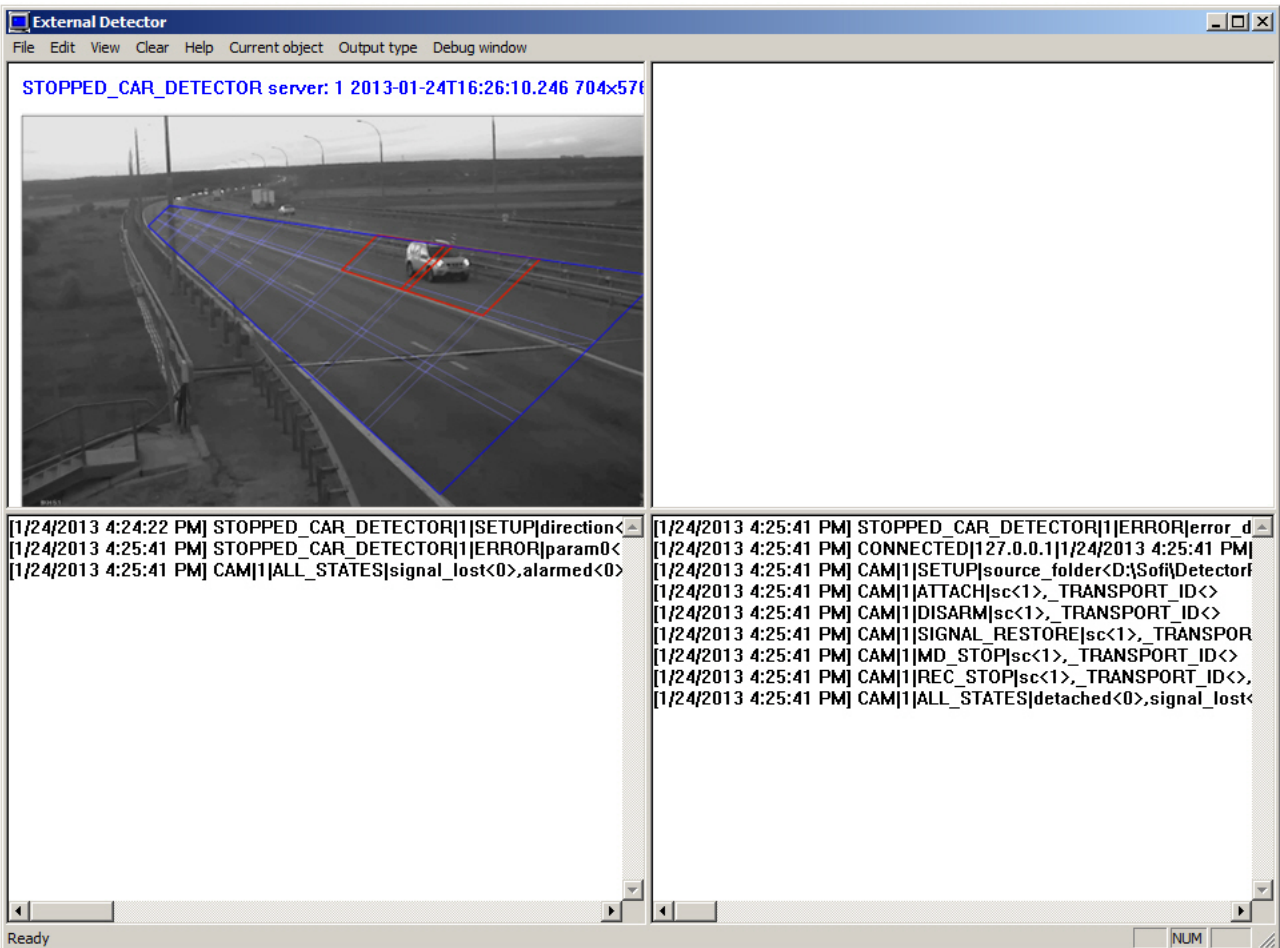 External Detector
File Edit View Clear Help Current object Output type Debug window
STOPPED_CAR_DETECTOR server: 1 2013-01-24T16:26:10.246 704x576
[1/24/2013 4:24:22 PM] STOPPED_CAR_DETECTOR|1|SETUP|direction<
[1/24/2013 4:25:41 PM] STOPPED_CAR_DETECTOR|1|ERROR|param0<
[1/24/2013 4:25:41 PM] CAM|1|ALL_STATES|signal_lost<0>,alarmed<0>
[1/24/2013 4:25:41 PM] STOPPED_CAR_DETECTOR|1|ERROR|error_d
[1/24/2013 4:25:41 PM] CONNECTED|127.0.0.1|1/24/2013 4:25:41 PM|
[1/24/2013 4:25:41 PM] CAM|1|SETUP|source_folder<D:\Sofi\Detector
[1/24/2013 4:25:41 PM] CAM|1|ATTACH|sc<1>,_TRANSPORT_ID<>
[1/24/2013 4:25:41 PM] CAM|1|DISARM|sc<1>,_TRANSPORT_ID<>
[1/24/2013 4:25:41 PM] CAM|1|SIGNAL_RESTORE|sc<1>,_TRANSPOR
[1/24/2013 4:25:41 PM] CAM|1|MD_STOP|sc<1>,_TRANSPORT_ID<>
[1/24/2013 4:25:41 PM] CAM|1|REC_STOP|sc<1>,_TRANSPORT_ID<>,
[1/24/2013 4:25:41 PM] CAM|1|ALL_STATES|detached<0>,signal_lost<
Ready
NUM